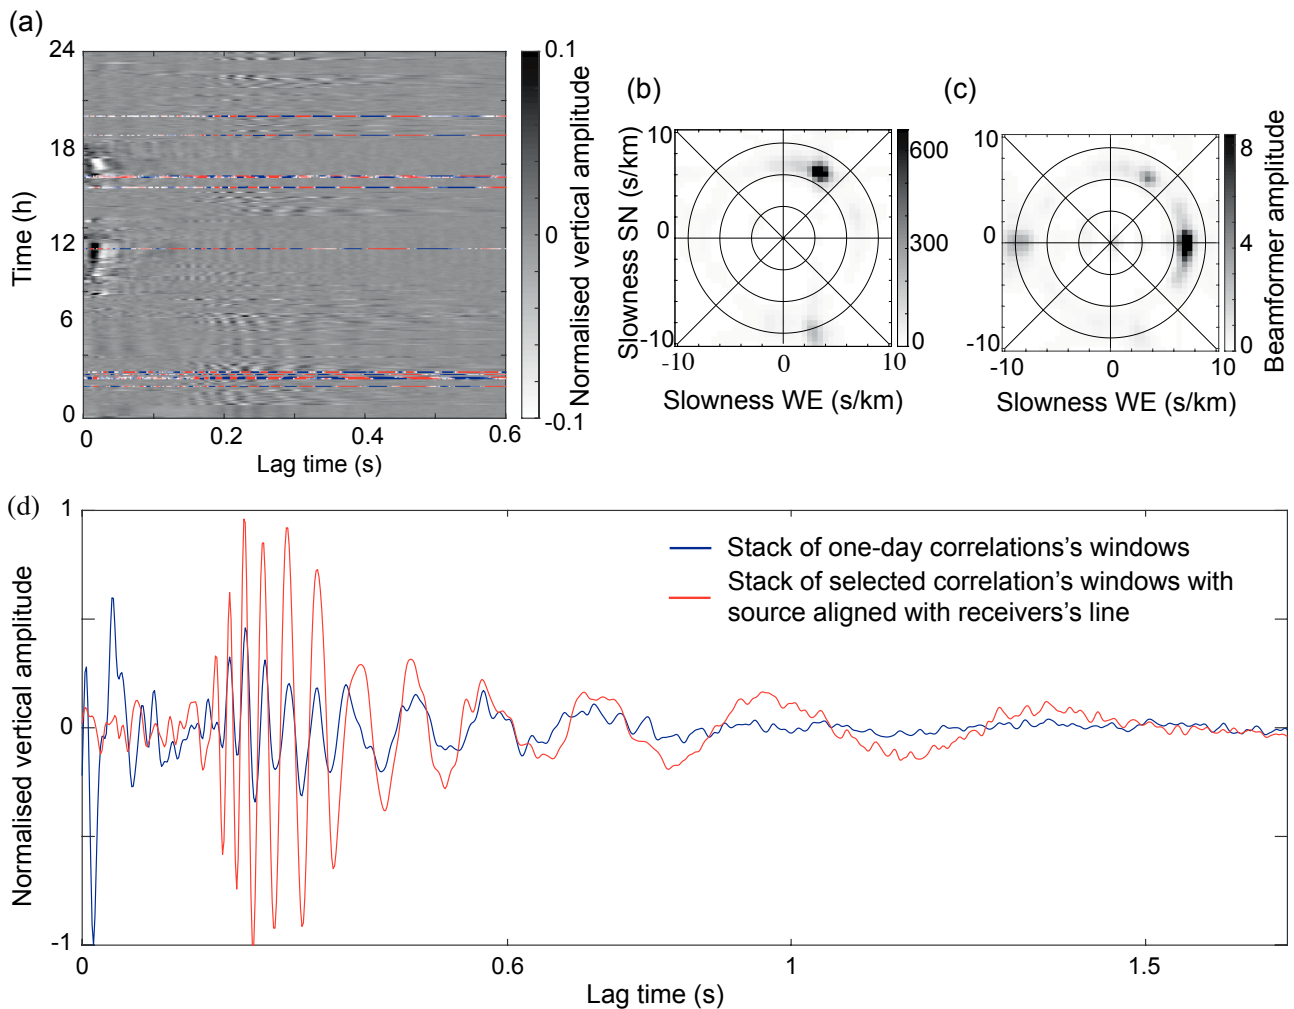 (a)
24
18
12
6
0
Time (h)
0
0.2
0.4
0.6
Lag time (s)
0.1
0
-0.1
Normalised vertical amplitude
(b)
10
0
-10
Slowness SN (s/km)
-10
0
10
Slowness WE (s/km)
600
300
0
(c)
10
0
-10
-10
0
10
Slowness WE (s/km)
8
4
0
Beamformer amplitude
(d)
1
0
-1
Normalised vertical amplitude
Stack of one-day correlations's windows
Stack of selected correlation's windows with
source aligned with receivers's line
0
0.6
1
1.5
Lag time (s)